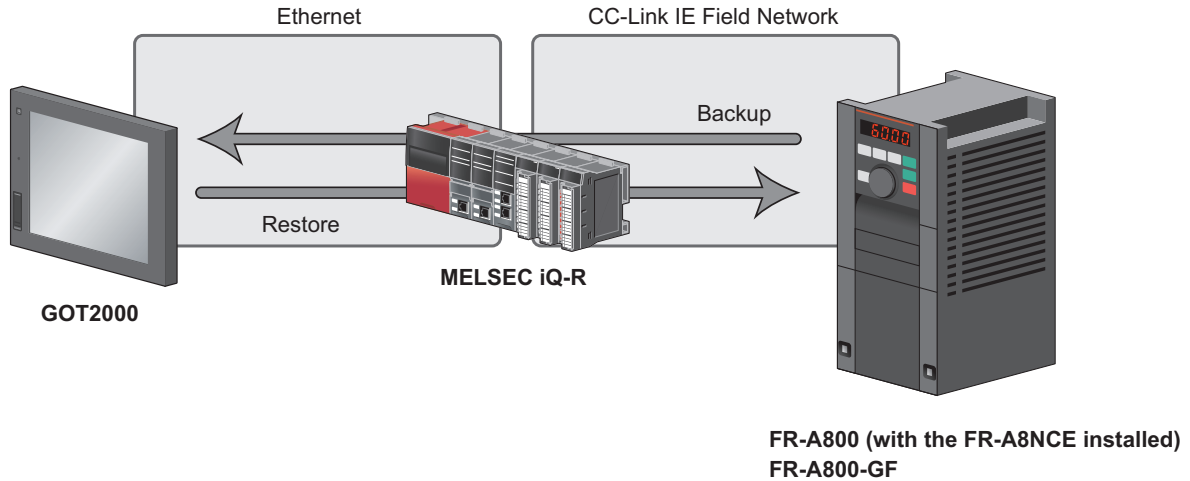 Ethernet
CC-Link IE Field Network
Backup
6000
Restore
MELSEC iQ-R
GOT2000
FR-A800 (with the FR-A8NCE installed)
FR-A800-GF